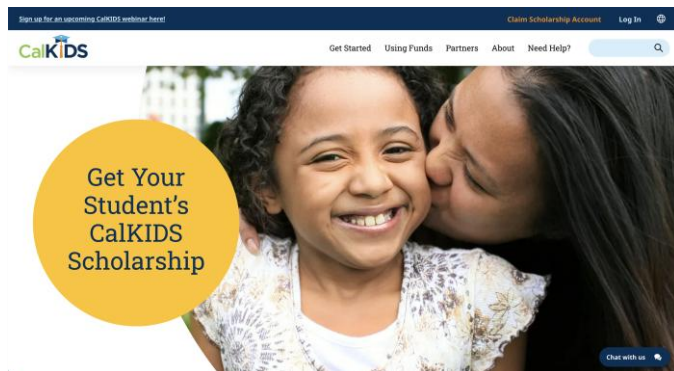 Sign up for an upcoming CalKIDS webinar here!
Claim Scholarship Account
Log In
CalKIDS
Get Started
Using Funds
Partners
About
Need Help?
Get Your
Student's
CalKIDS
Scholarship
Chat with us